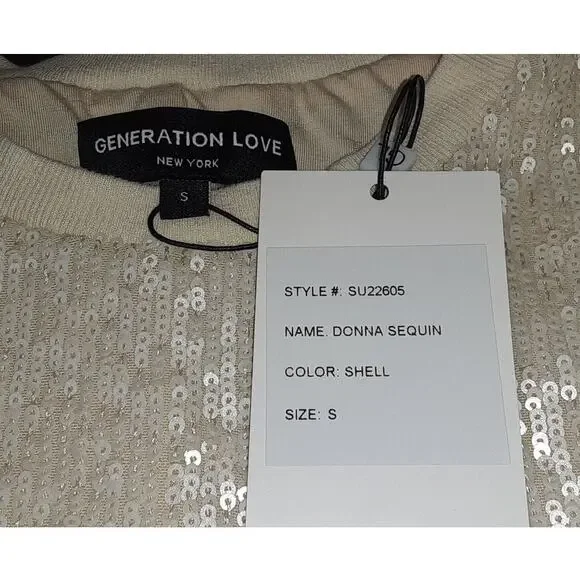 GENERATION LOVE
NEW YORK
S
STYLE #: SU22605
NAME. DONNA SEQUIN
COLOR: SHELL
SIZE: S